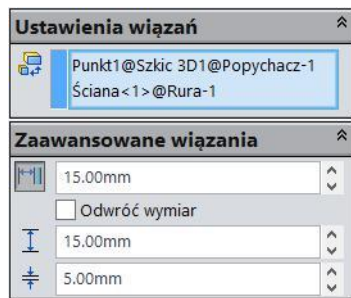 Ustawienia wiązań
Punkt1@Szkic 3D1@Popychacz-1
Ściana<1>@Rura-1
Zaawansowane wiązania
15.00mm
Odwróć wymiar
15.00mm
5.00mm